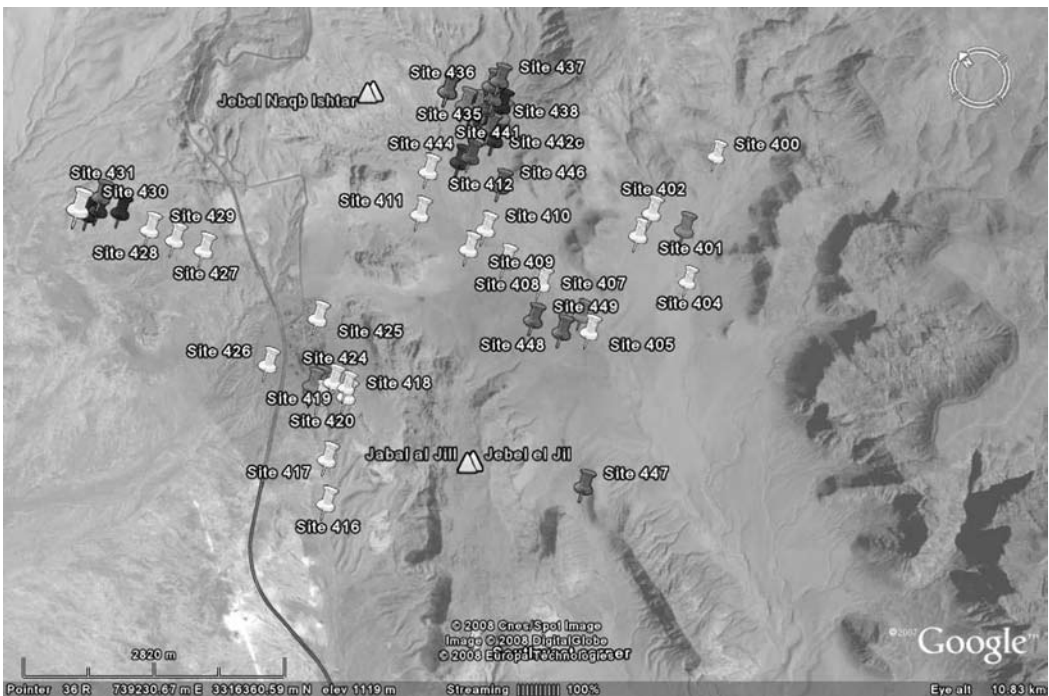 Site 436
Site 437
Jebel Naqb Ishtar
Site 435
Site 438
Site 441
Site 444
Site 442c
Site 400
Site 431
Site 430
Site 412
Site 446
Site 402
Site 411
Site 410
Site 429
Site 401
Site 428
Site 427
Site 409
Site 408
Site 407
Site 404
Site 449
Site 425
Site 448
Site 405
Site 426
Site 424
Site 418
Site 419
Site 420
Jabal al Jill
Jebel el Jil
Site 417
Site 447
Site 416
N
© 2008 Cnes/Spot Image
Image © 2008 DigitalGlobe
© 2008 Europa Technologies
©2007 Google™
2820 m
Pointer 36 R 739230.67 m E 3316360.59 m N elev 1119 m Streaming 100% Eye alt 10.83 km